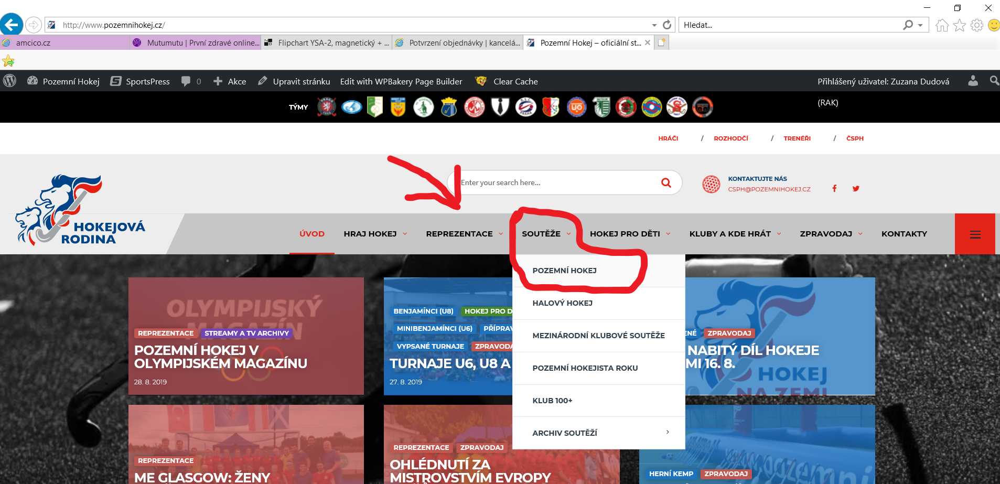 http://www.pozemnihokej.cz/
Hledat...
amcico.cz
Mutumutu | První zdravé online...
Flipchart YSA-2, magnetický + ...
Potvrzení objednávky | kancelá...
Pozemní Hokej – oficiální st...
Pozemní Hokej
SportsPress
0
Akce
Upravit stránku
Edit with WPBakery Page Builder
Clear Cache
Přihlášený uživatel: Zuzana Dudová
(RAK)
TÝMY
HRÁČI / ROZHODČÍ / TRENÉŘI / ČSPH
Enter your search here...
KONTAKTUJTE NÁS
CSPH@POZEMNIHOKEJ.CZ
HOKEJOVÁ
RODINA
ÚVOD
HRAJ HOKEJ
REPREZENTACE
SOUTĚŽE
HOKEJ PRO DĚTI
KLUBY A KDE HRÁT
ZPRAVODAJ
KONTAKTY
POZEMNÍ HOKEJ
HALOVÝ HOKEJ
MEZINÁRODNÍ KLUBOVÉ SOUTĚŽE
POZEMNÍ HOKEJISTA ROKU
KLUB 100+
ARCHIV SOUTĚŽÍ
OLYMPIJSKÝ
MAGAZÍN
REPREZENTACE
STREAMY A TV ARCHIVY
POZEMNÍ HOKEJ V
OLYMPIJSKÉM MAGAZÍNU
28. 8. 2019
BENJAMÍNCI (U8)
HOKEJ PRO D
MINIBENJAMÍNCI (U6)
PŘÍPRAV
VYPSANÉ TURNAJE
ZPRAVODA
TURNAJE U6, U8 A
27. 8. 2019
ENÉ
ZPRAVODAJ
NABITÝ DÍL HOKEJE
MI 16. 8.
HOKEJ
NA ZEMI
REPREZENTACE
ME GLASGOW: ŽENY
REPREZENTACE
ZPRAVODAJ
OHLÉDNUTÍ ZA
MISTROVSTVÍM EVROPY
HERNÍ KEMP
ZPRAVODAJ